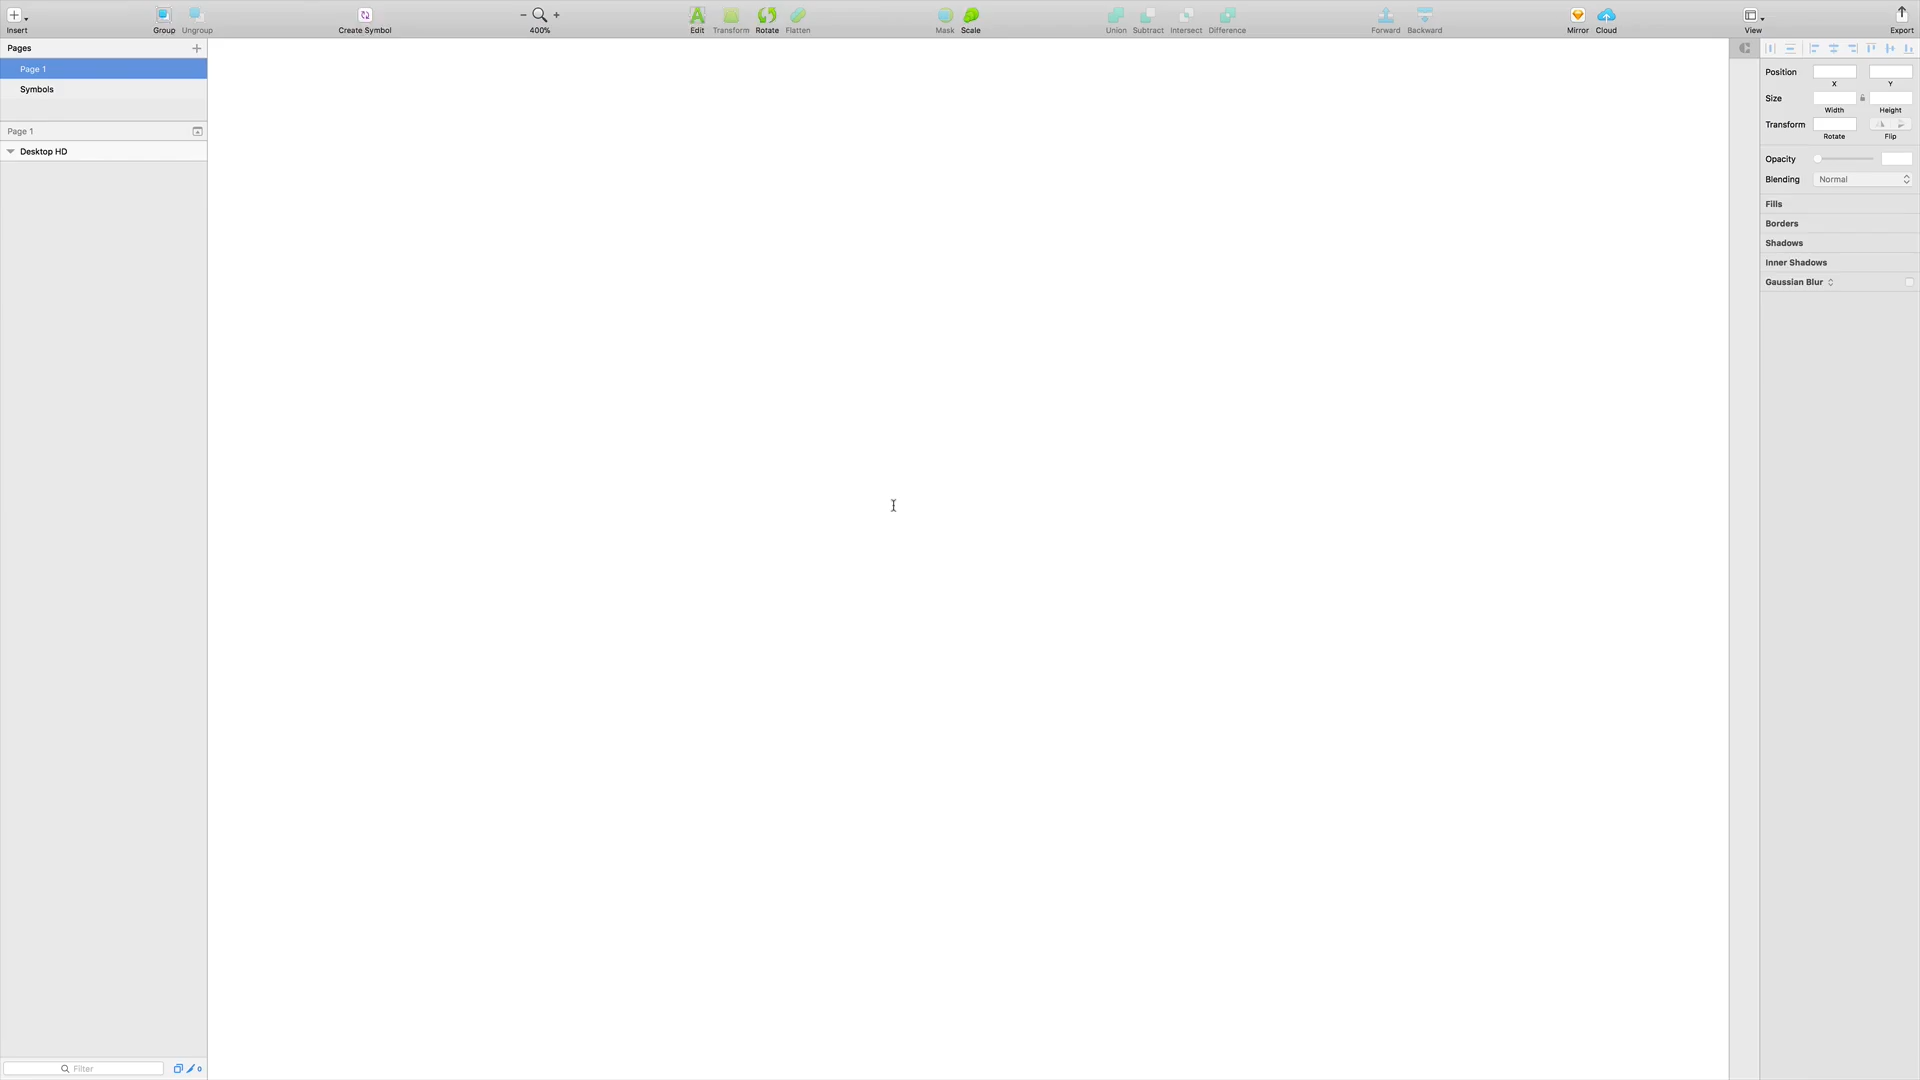 Insert
Group
Ungroup
Create Symbol
400%
Edit
Transform
Rotate
Flatten
Mask
Scale
Union
Subtract
Intersect
Difference
Forward
Backward
Mirror
Cloud
View
Export
Pages
Page 1
Symbols
Page 1
Desktop HD
Filter
0
Position
X
Y
Size
Width
Height
Transform
Rotate
Flip
Opacity
Blending
Normal
Fills
Borders
Shadows
Inner Shadows
Gaussian Blur